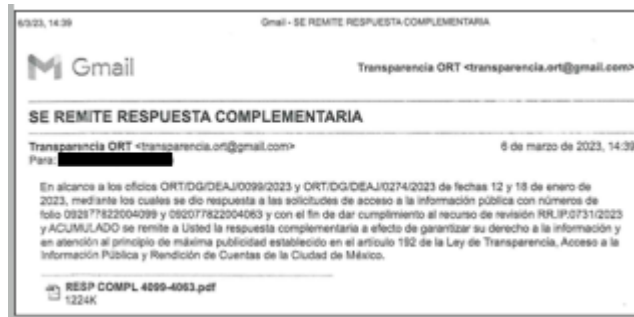 6/3/23, 14:39 Gmail - SE REMITE RESPUESTA COMPLEMENTARIA
Gmail Transparencia ORT <transparencia.ort@gmail.com>
SE REMITE RESPUESTA COMPLEMENTARIA
Transparencia ORT <transparencia.ort@gmail.com> 6 de marzo de 2023, 14:39
Para:
En alcance a los oficios ORT/DG/DEAJ/0099/2023 y ORT/DG/DEAJ/0274/2023 de fechas 12 y 18 de enero de
2023, mediante los cuales se dio respuesta a las solicitudes de acceso a la información pública con números de
folio y 092077822004063 y con el fin de dar cumplimiento al recurso de revisión RR.IP.0731/2023
y ACUMULADO se remite a Usted la respuesta complementaria a efecto de garantizar su derecho a la información y
en atención al principio de máxima publicidad establecido en el artículo 192 de la Ley de Transparencia, Acceso a la
Información Pública y Rendición de Cuentas de la Ciudad de México.
RESP COMPL 4099-4063.pdf
1224K